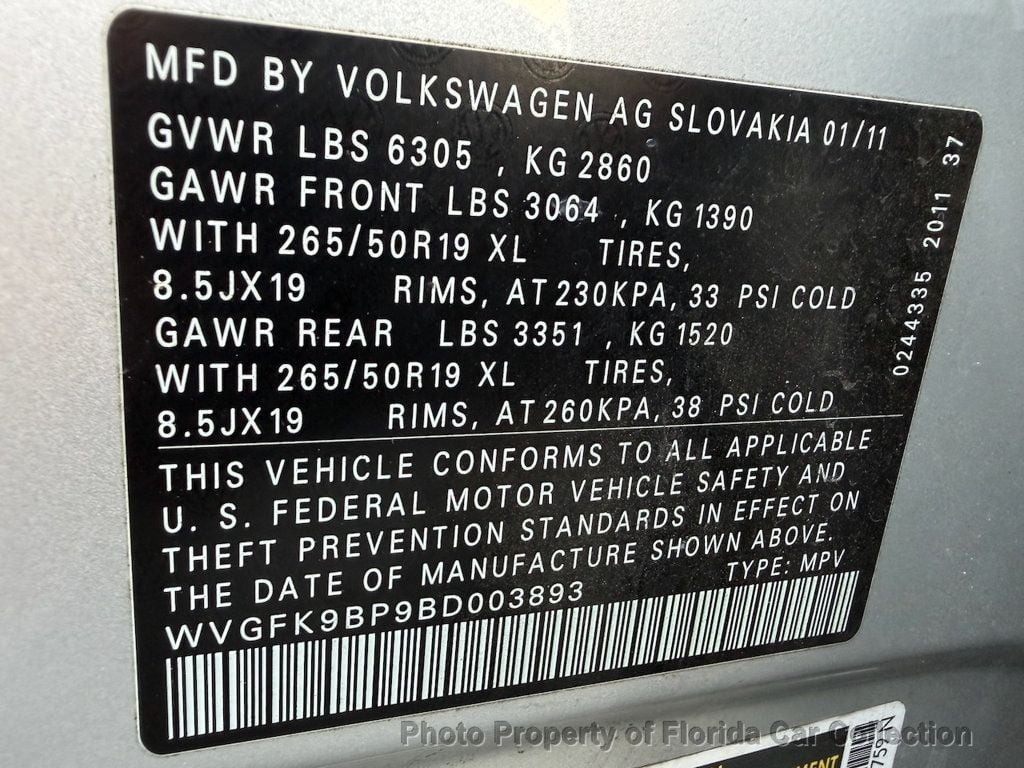 MFD BY VOLKSWAGEN AG SLOVAKIA 01/11
GVWR LBS 6305 , KG 2860
GAWR FRONT LBS 3064 , KG 1390
WITH 265/50R19 XL TIRES,
8.5JX19 RIMS, AT 230KPA, 33 PSI COLD
GAWR REAR LBS 3351 , KG 1520
WITH 265/50R19 XL TIRES,
8.5JX19 RIMS, AT 260KPA, 38 PSI COLD
THIS VEHICLE CONFORMS TO ALL APPLICABLE
U. S. FEDERAL MOTOR VEHICLE SAFETY AND
THEFT PREVENTION STANDARDS IN EFFECT ON
THE DATE OF MANUFACTURE SHOWN ABOVE.
WVGFK9BP9BD003893 TYPE: MPV
0244335 2011 37
Photo Property of Florida Car Collection